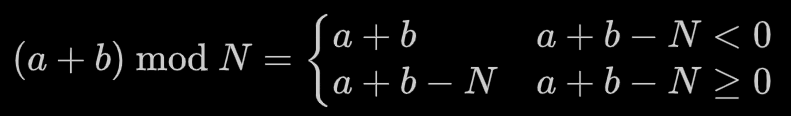 (a + b) mod N = { a + b    a + b − N < 0
a + b − N    a + b − N ≥ 0